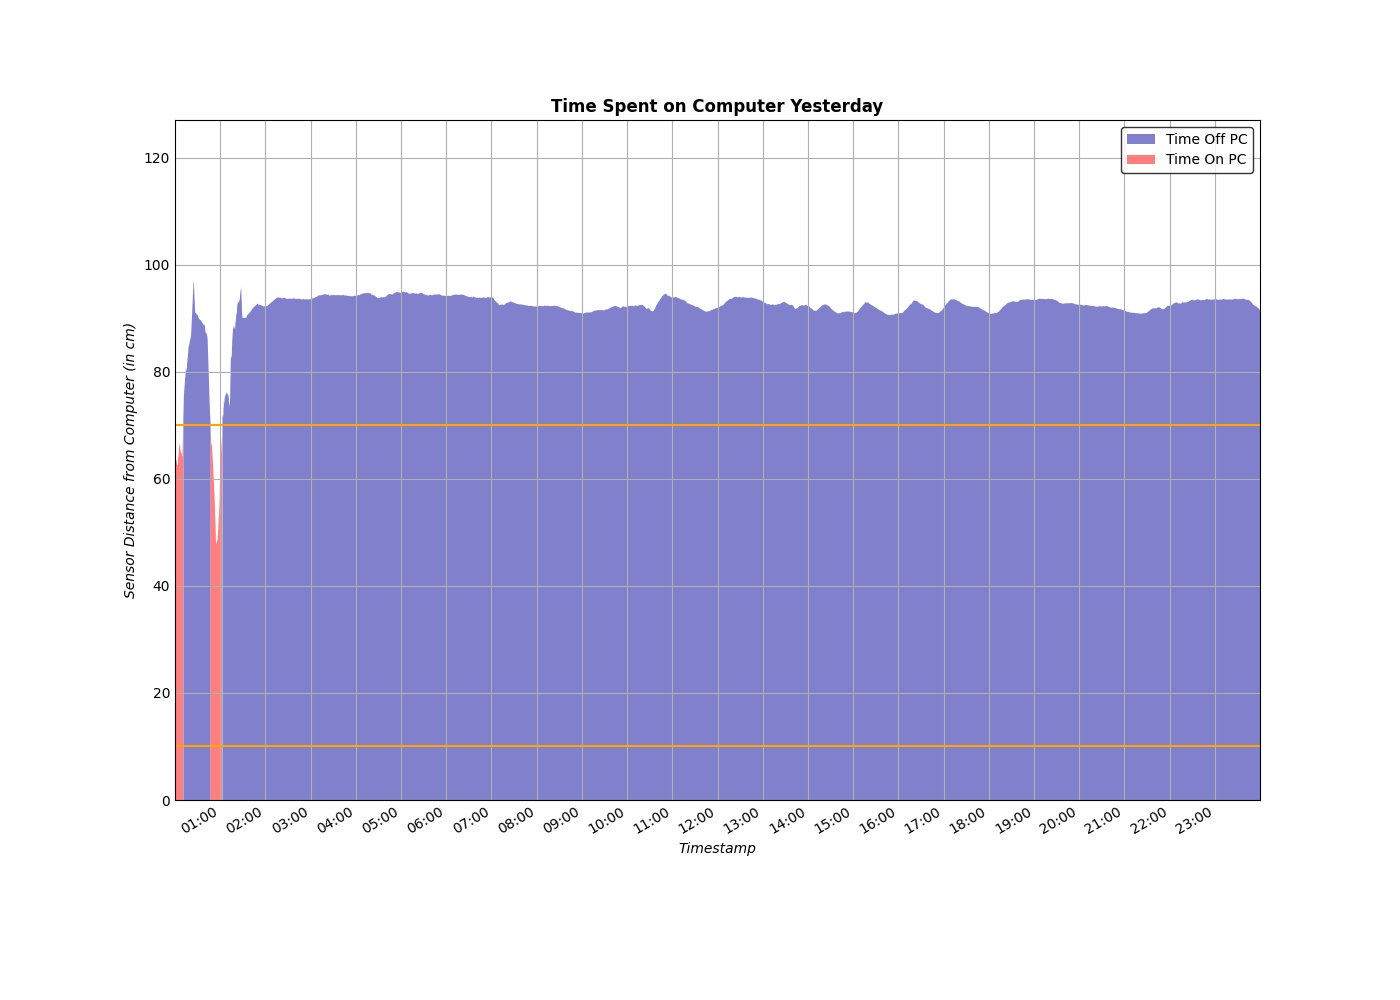 Time Spent on Computer Yesterday
Time Off PC
Time On PC
120
100
80
60
40
20
0
Sensor Distance from Computer (in cm)
01:00 02:00 03:00 04:00 05:00 06:00 07:00 08:00 09:00 10:00 11:00 12:00 13:00 14:00 15:00 16:00 17:00 18:00 19:00 20:00 21:00 22:00 23:00
Timestamp